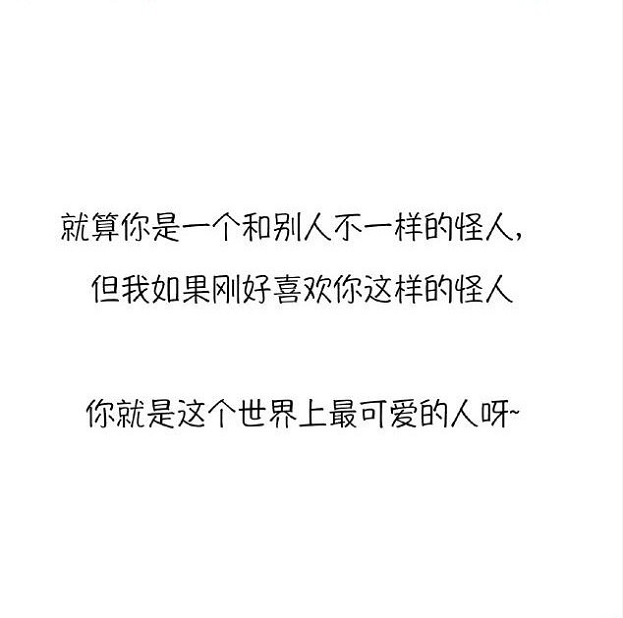 就算你是一个和别人不一样的怪人,
但我如果刚好喜欢你这样的怪人
你就是这个世界上最可爱的人呀~